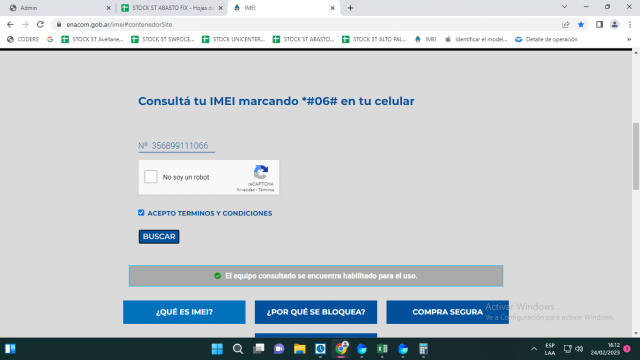 Admin
STOCK ST ABASTO FIX - Hojas de
IMEI
enacom.gob.ar/imei#contenedorSite
CODERS
G
STOCK ST Avellane...
STOCK ST SWPOCE...
STOCK UNICENTER...
STOCK ST ABASTO...
STOCK ST ALTO PAL...
IMEI
Identificar el model...
Detalle de operación
Consultá tu IMEI marcando *#06# en tu celular
Nº 356899111066
No soy un robot
reCAPTCHA
Privacidad - Términos
ACEPTO TERMINOS Y CONDICIONES
BUSCAR
El equipo consultado se encuentra habilitado para el uso.
¿QUÉ ES IMEI?
¿POR QUÉ SE BLOQUEA?
COMPRA SEGURA
Activar Windows
Ve a Configuración para activar Windows.
ESP
LAA
16:12
24/02/2023